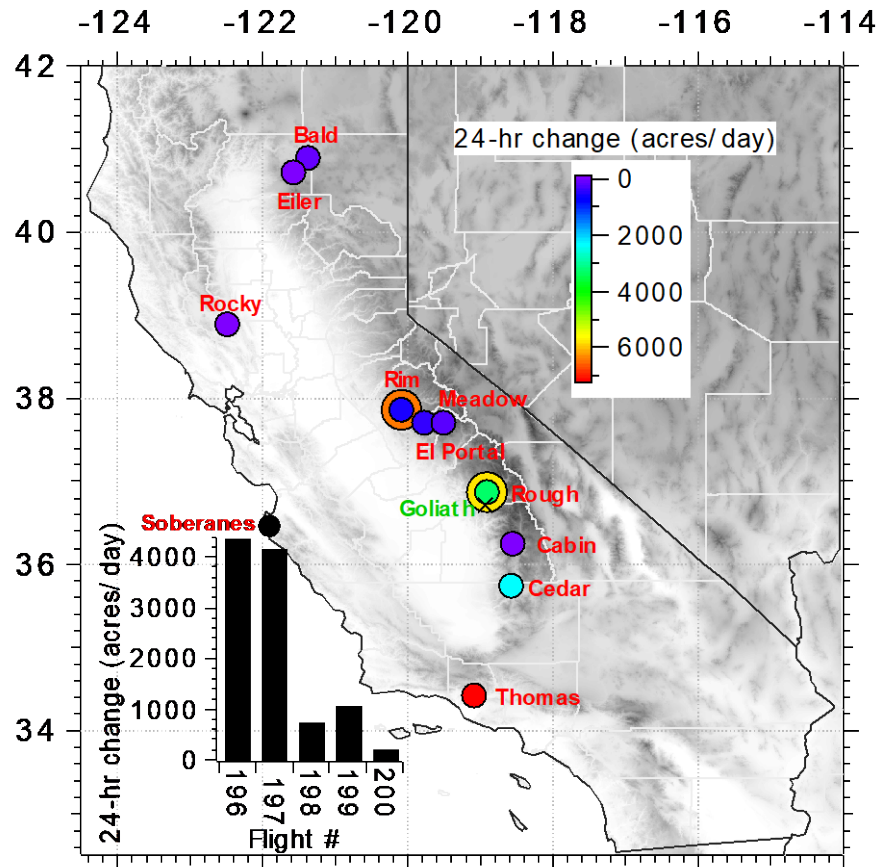 -124 -122 -120 -118 -116 -114
42
40
38
36
34
24-hr change (acres/day)
0
2000
4000
6000
Bald
Eiler
Rocky
Rim
Meadow
El Portal
Goliath
Rough
Cabin
Cedar
Thomas
Soberanes
24-hr change (acres/day)
4000
3000
2000
1000
0
196 197 198 199 200
Flight #